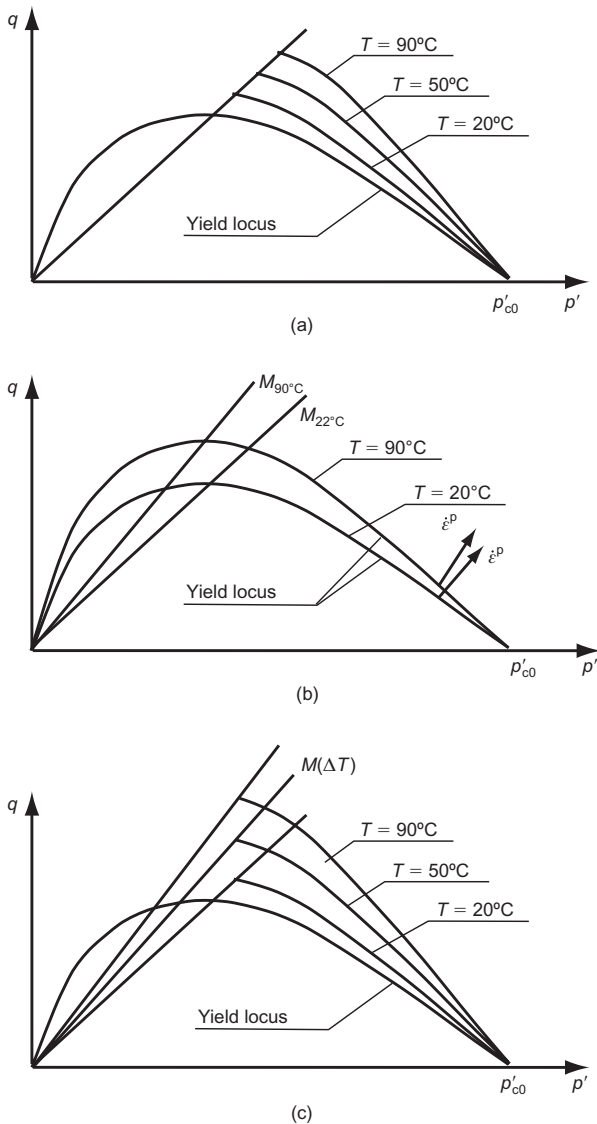 q
T = 90ºC
T = 50ºC
T = 20ºC
Yield locus
p′c0 p′
(a)
q
M90°C
M22°C
T = 90°C
T = 20°C
ε̇p
ε̇p
Yield locus
p′c0 p′
(b)
q
M(ΔT)
T = 90ºC
T = 50ºC
T = 20ºC
Yield locus
p′c0 p′
(c)